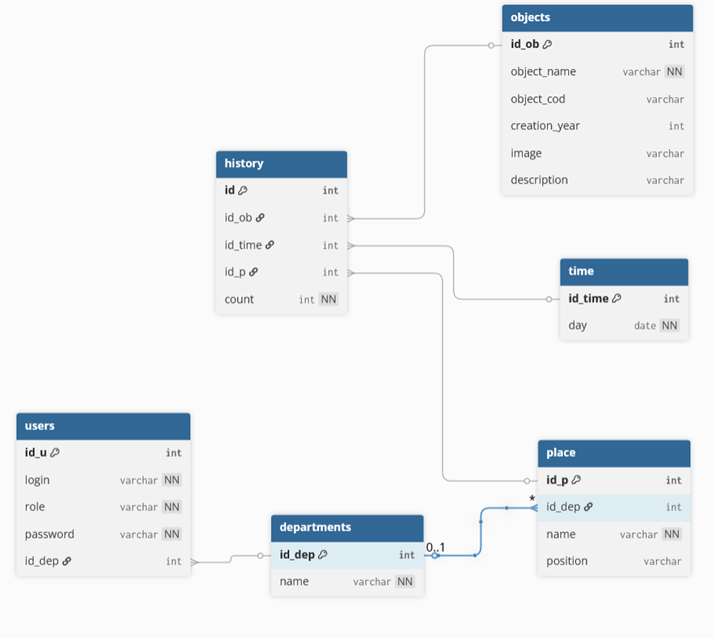 objects
id_ob int
object_name varchar NN
object_cod varchar
creation_year int
image varchar
description varchar
history
id int
id_ob int
id_time int
id_p int
count int NN
time
id_time int
day date NN
users
id_u int
login varchar NN
role varchar NN
password varchar NN
id_dep int
departments
id_dep int
name varchar NN
0..1
*
place
id_p int
id_dep int
name varchar NN
position varchar